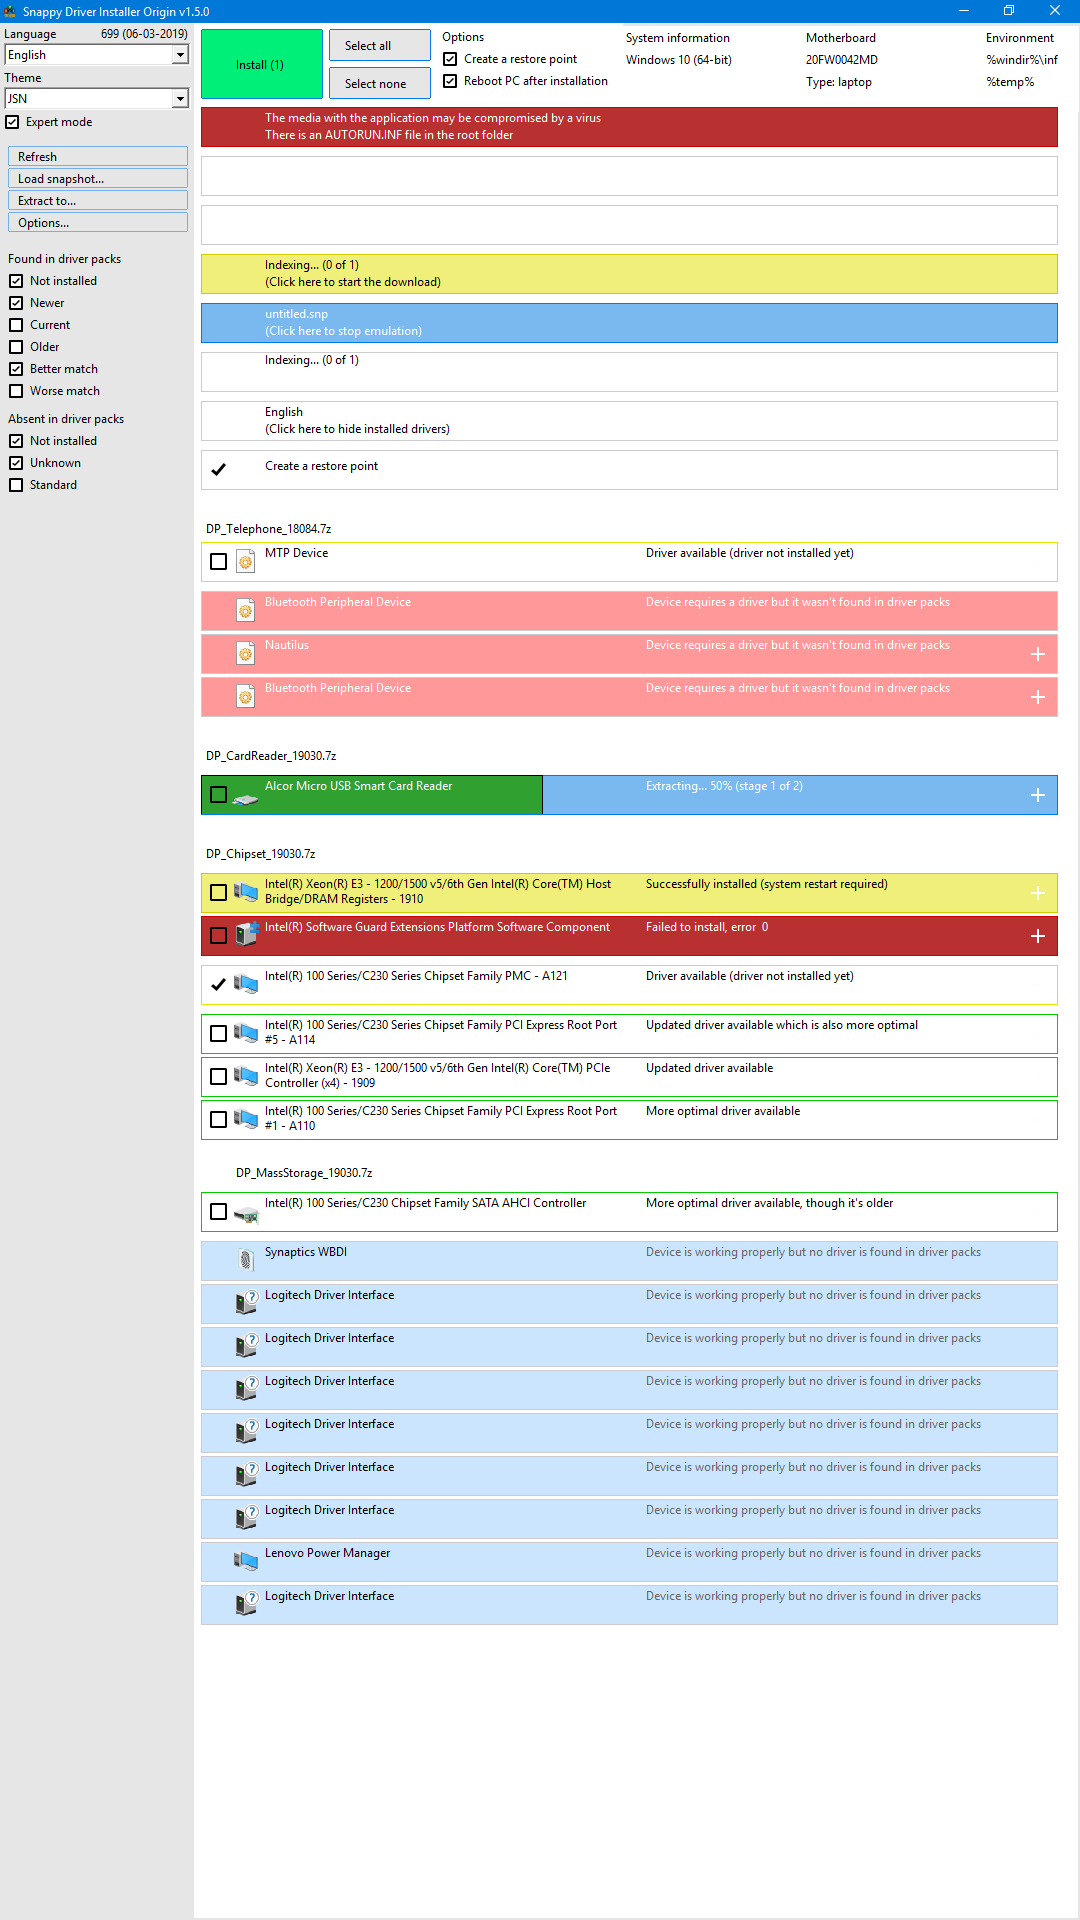 Snappy Driver Installer Origin v1.5.0
Language 699 (06-03-2019)
English
Theme
JSN
Expert mode
Refresh
Load snapshot...
Extract to...
Options...
Found in driver packs
Not installed
Newer
Current
Older
Better match
Worse match
Absent in driver packs
Not installed
Unknown
Standard
Install (1)
Select all
Select none
Options
Create a restore point
Reboot PC after installation
System information
Windows 10 (64-bit)
Motherboard
20FW0042MD
Type: laptop
Environment
%windir%\inf
%temp%
The media with the application may be compromised by a virus
There is an AUTORUN.INF file in the root folder
Indexing... (0 of 1)
(Click here to start the download)
untitled.snp
(Click here to stop emulation)
Indexing... (0 of 1)
English
(Click here to hide installed drivers)
Create a restore point
DP_Telephone_18084.7z
MTP Device Driver available (driver not installed yet)
Bluetooth Peripheral Device Device requires a driver but it wasn't found in driver packs
Nautilus Device requires a driver but it wasn't found in driver packs
Bluetooth Peripheral Device Device requires a driver but it wasn't found in driver packs
DP_CardReader_19030.7z
Alcor Micro USB Smart Card Reader Extracting... 50% (stage 1 of 2)
DP_Chipset_19030.7z
Intel(R) Xeon(R) E3 - 1200/1500 v5/6th Gen Intel(R) Core(TM) Host Successfully installed (system restart required)
Bridge/DRAM Registers - 1910
Intel(R) Software Guard Extensions Platform Software Component Failed to install, error 0
Intel(R) 100 Series/C230 Series Chipset Family PMC - A121 Driver available (driver not installed yet)
Intel(R) 100 Series/C230 Series Chipset Family PCI Express Root Port Updated driver available which is also more optimal
#5 - A114
Intel(R) Xeon(R) E3 - 1200/1500 v5/6th Gen Intel(R) Core(TM) PCIe Updated driver available
Controller (x4) - 1909
Intel(R) 100 Series/C230 Series Chipset Family PCI Express Root Port More optimal driver available
#1 - A110
DP_MassStorage_19030.7z
Intel(R) 100 Series/C230 Chipset Family SATA AHCI Controller More optimal driver available, though it's older
Synaptics WBDI Device is working properly but no driver is found in driver packs
Logitech Driver Interface Device is working properly but no driver is found in driver packs
Logitech Driver Interface Device is working properly but no driver is found in driver packs
Logitech Driver Interface Device is working properly but no driver is found in driver packs
Logitech Driver Interface Device is working properly but no driver is found in driver packs
Logitech Driver Interface Device is working properly but no driver is found in driver packs
Logitech Driver Interface Device is working properly but no driver is found in driver packs
Lenovo Power Manager Device is working properly but no driver is found in driver packs
Logitech Driver Interface Device is working properly but no driver is found in driver packs